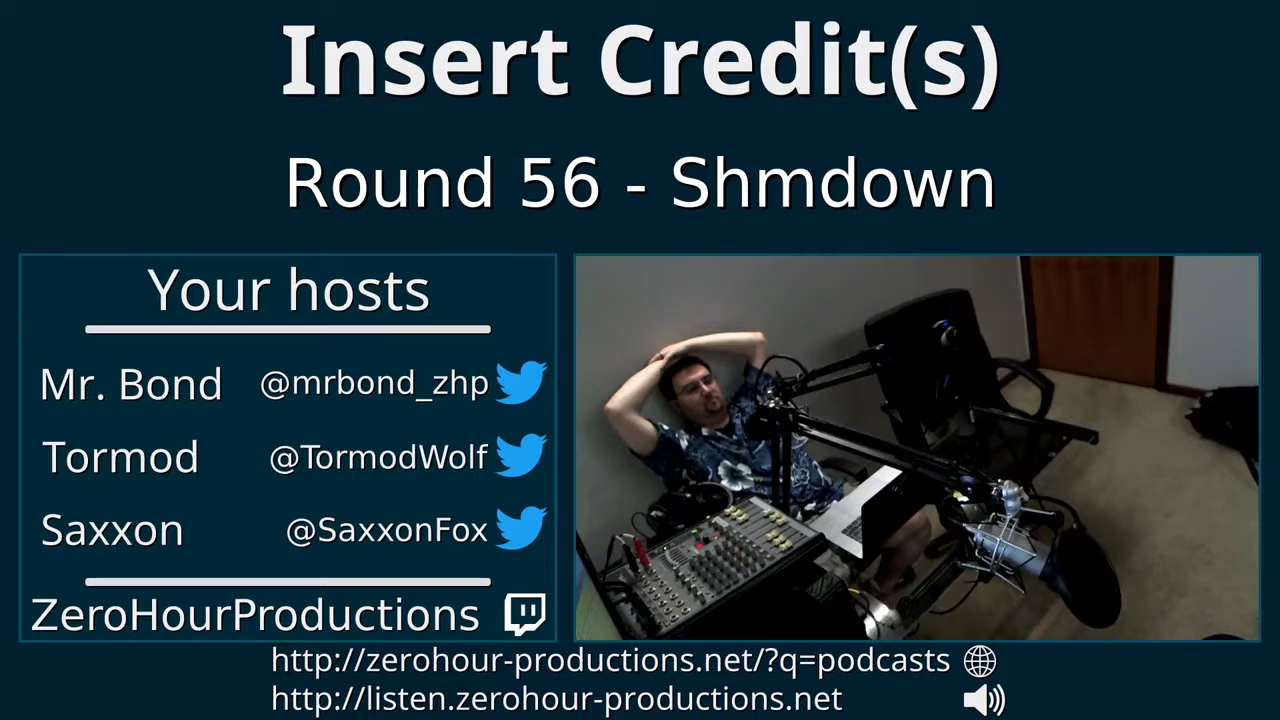 Insert Credit(s)
Round 56 - Shmdown
Your hosts
Mr. Bond @mrbond_zhp
Tormod @TormodWolf
Saxxon @SaxxonFox
ZeroHourProductions
http://zerohour-productions.net/?q=podcasts
http://listen.zerohour-productions.net